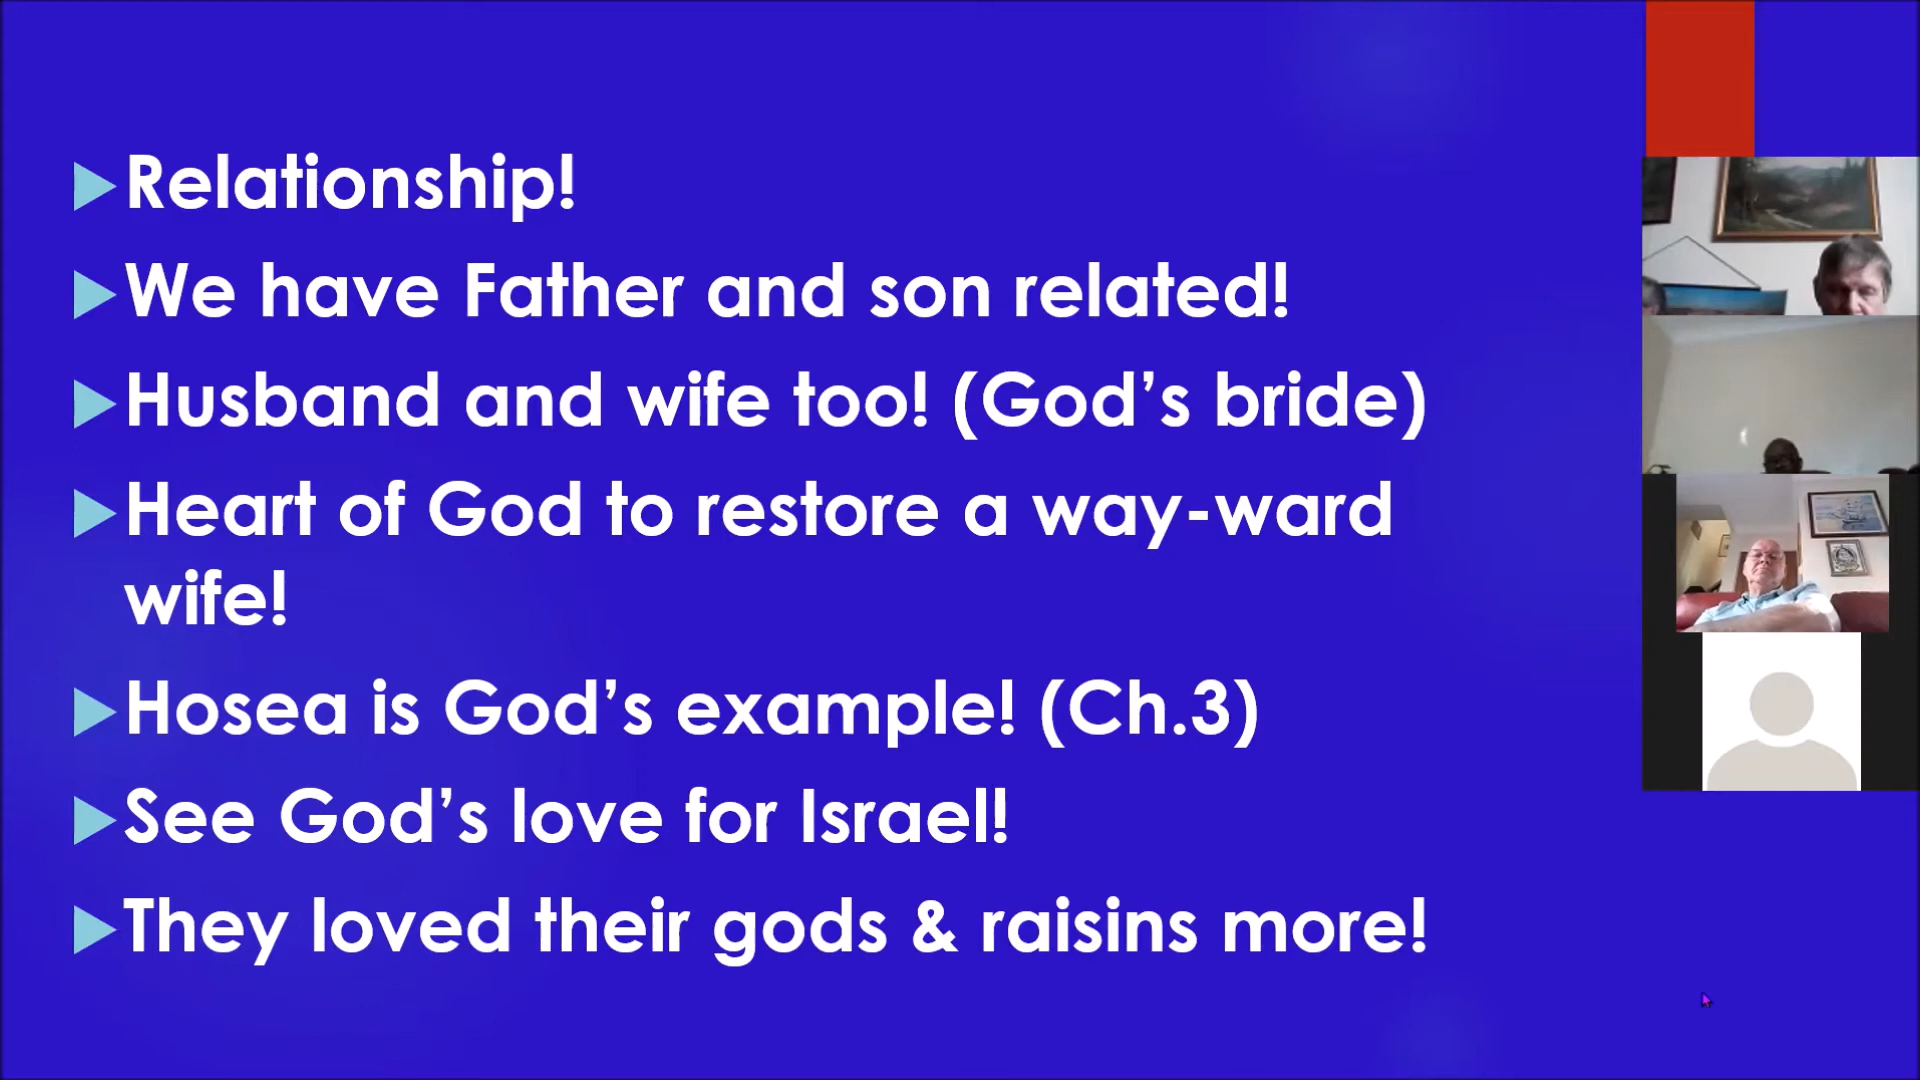 Relationship!
We have Father and son related!
Husband and wife too! (God’s bride)
Heart of God to restore a way-ward
wife!
Hosea is God’s example! (Ch.3)
See God’s love for Israel!
They loved their gods & raisins more!